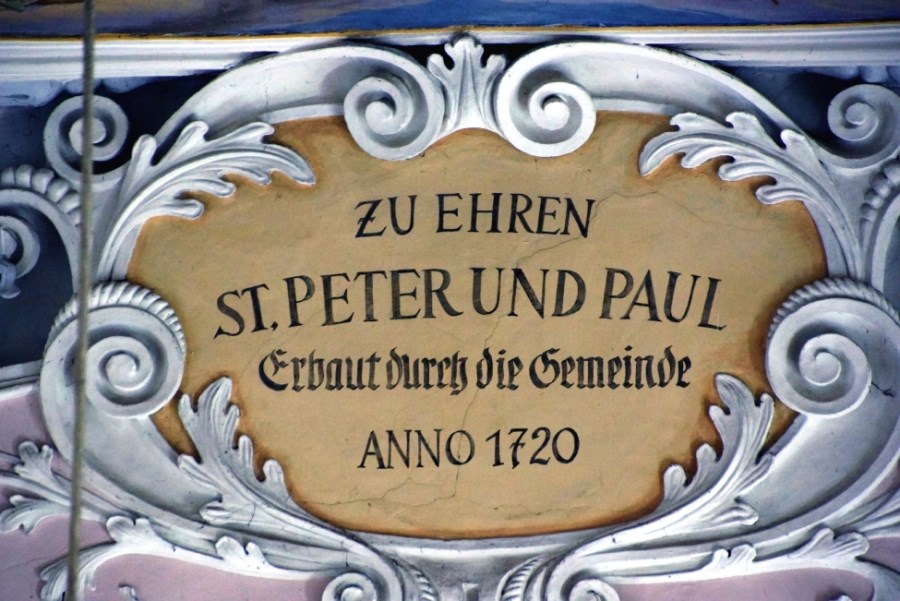 ZU EHREN
ST. PETER UND PAUL
Erbaut durch die Gemeinde
ANNO 1720